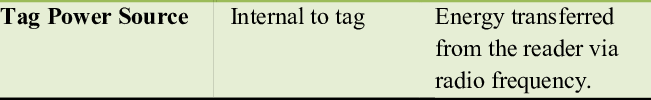 Tag Power Source Internal to tag Energy transferred
from the reader via
radio frequency.